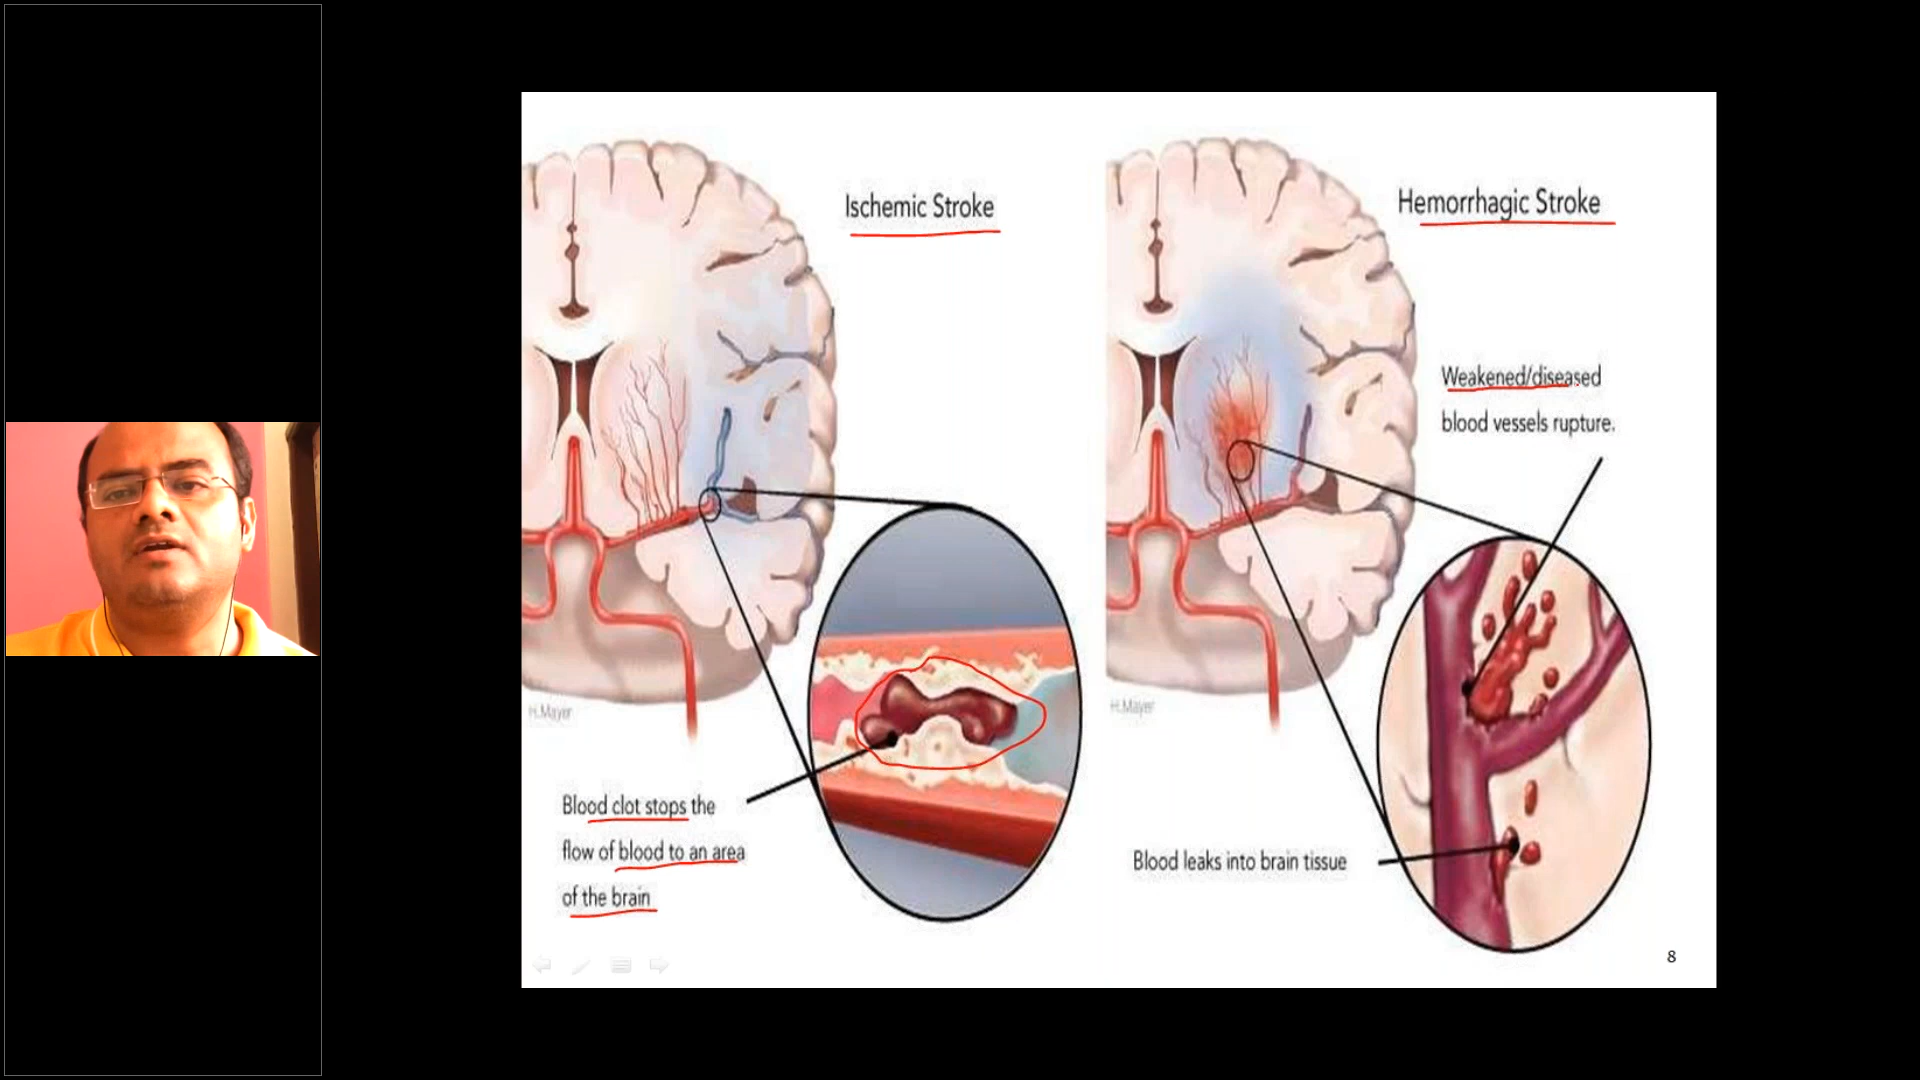 Ischemic Stroke
Blood clot stops the
flow of blood to an area
of the brain
H.Mayer
Hemorrhagic Stroke
Weakened/diseased
blood vessels rupture.
Blood leaks into brain tissue
H.Mayer
8